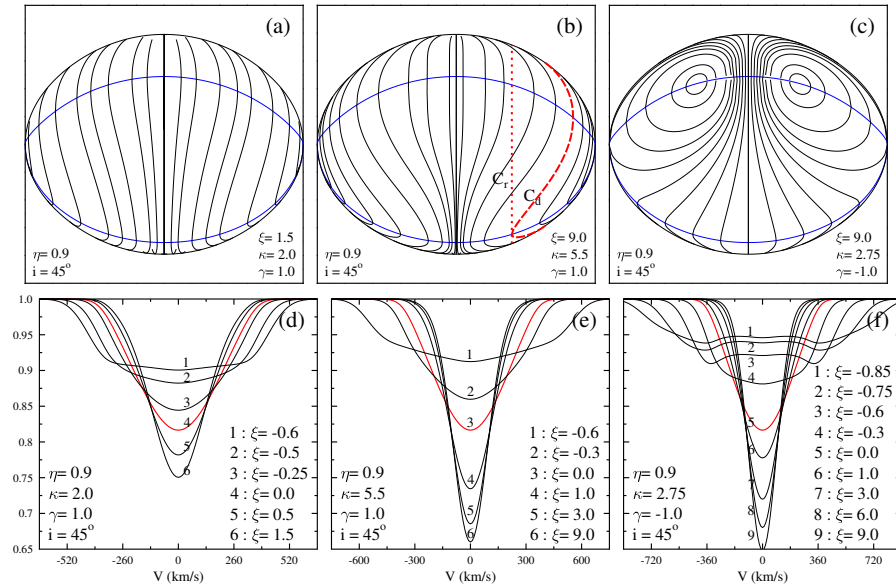 (a)
η= 0.9
i = 45°
ξ= 1.5
κ= 2.0
γ= 1.0
(b)
C_r
C_d
η= 0.9
i = 45°
ξ= 9.0
κ= 5.5
γ= 1.0
(c)
η= 0.9
i = 45°
ξ= 9.0
κ= 2.75
γ= -1.0
1.0
0.95
0.9
0.85
0.8
0.75
0.7
0.65
(d)
1
2
3
4
5
6
η= 0.9
κ= 2.0
γ= 1.0
i = 45°
1 : ξ= -0.6
2 : ξ= -0.5
3 : ξ= -0.25
4 : ξ= 0.0
5 : ξ= 0.5
6 : ξ= 1.5
-520 -260 0 260 520
V (km/s)
(e)
1
2
3
4
5
6
η= 0.9
κ= 5.5
γ= 1.0
i = 45°
1 : ξ= -0.6
2 : ξ= -0.3
3 : ξ= 0.0
4 : ξ= 1.0
5 : ξ= 3.0
6 : ξ= 9.0
-600 -300 0 300 600
V (km/s)
(f)
1
2
3
4
5
6
7
8
9
η= 0.9
κ= 2.75
γ= -1.0
i = 45°
1 : ξ= -0.85
2 : ξ= -0.75
3 : ξ= -0.6
4 : ξ= -0.3
5 : ξ= 0.0
6 : ξ= 1.0
7 : ξ= 3.0
8 : ξ= 6.0
9 : ξ= 9.0
-720 -360 0 360 720
V (km/s)